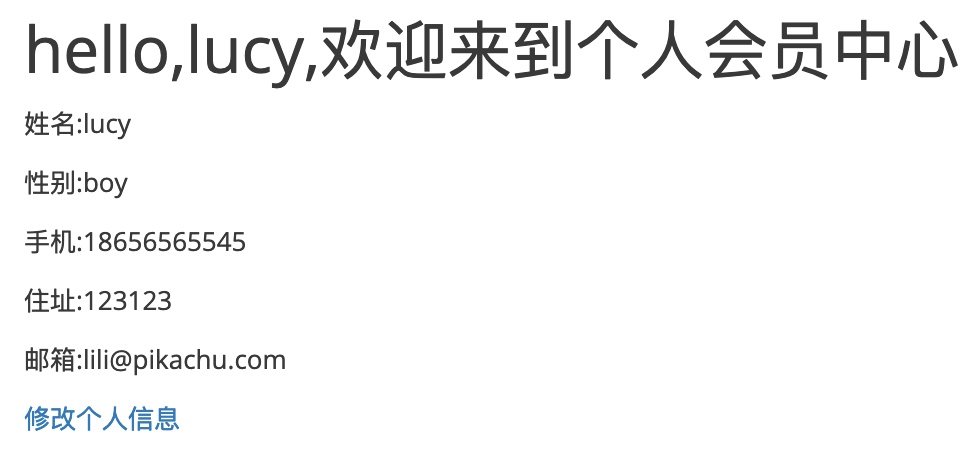 hello,lucy,欢迎来到个人会员中心
姓名:lucy
性别:boy
手机:18656565545
住址:123123
邮箱:lili@pikachu.com
修改个人信息